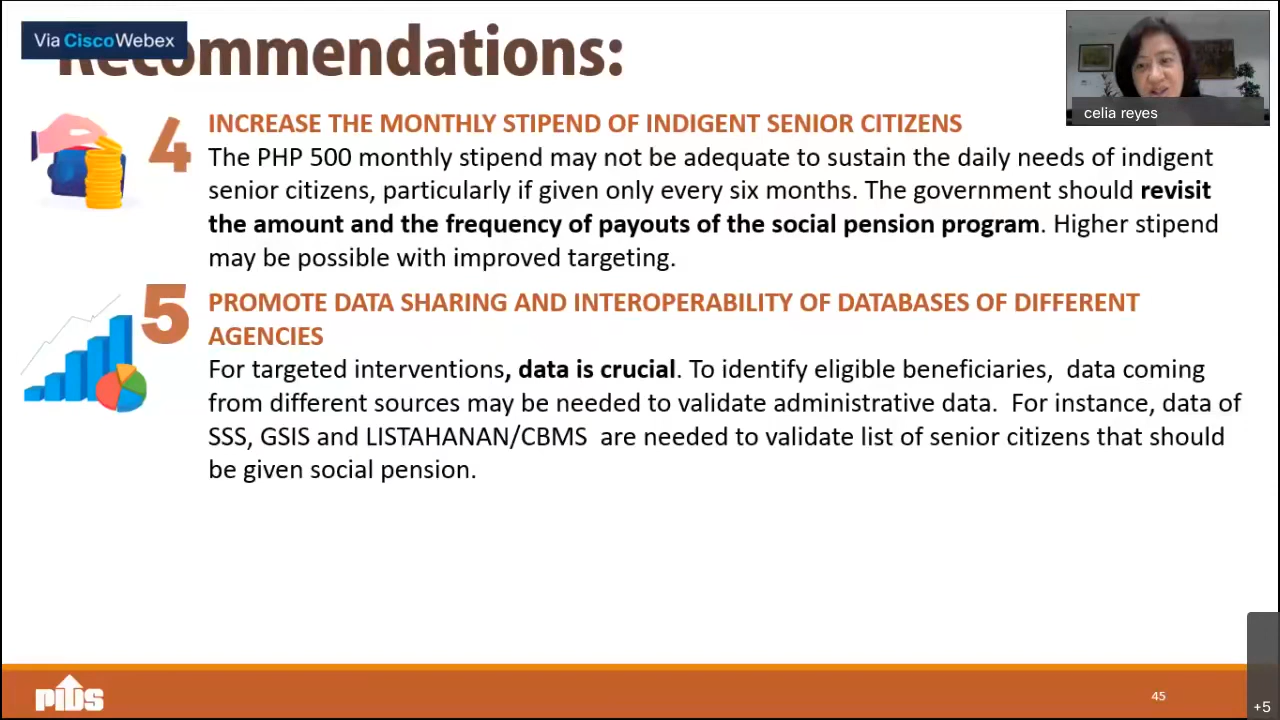 Via CiscoWebex
Recommendations:
celia reyes
4
INCREASE THE MONTHLY STIPEND OF INDIGENT SENIOR CITIZENS
The PHP 500 monthly stipend may not be adequate to sustain the daily needs of indigent
senior citizens, particularly if given only every six months. The government should revisit
the amount and the frequency of payouts of the social pension program. Higher stipend
may be possible with improved targeting.
5
PROMOTE DATA SHARING AND INTEROPERABILITY OF DATABASES OF DIFFERENT
AGENCIES
For targeted interventions, data is crucial. To identify eligible beneficiaries, data coming
from different sources may be needed to validate administrative data. For instance, data of
SSS, GSIS and LISTAHANAN/CBMS are needed to validate list of senior citizens that should
be given social pension.
PIDS
45
+5